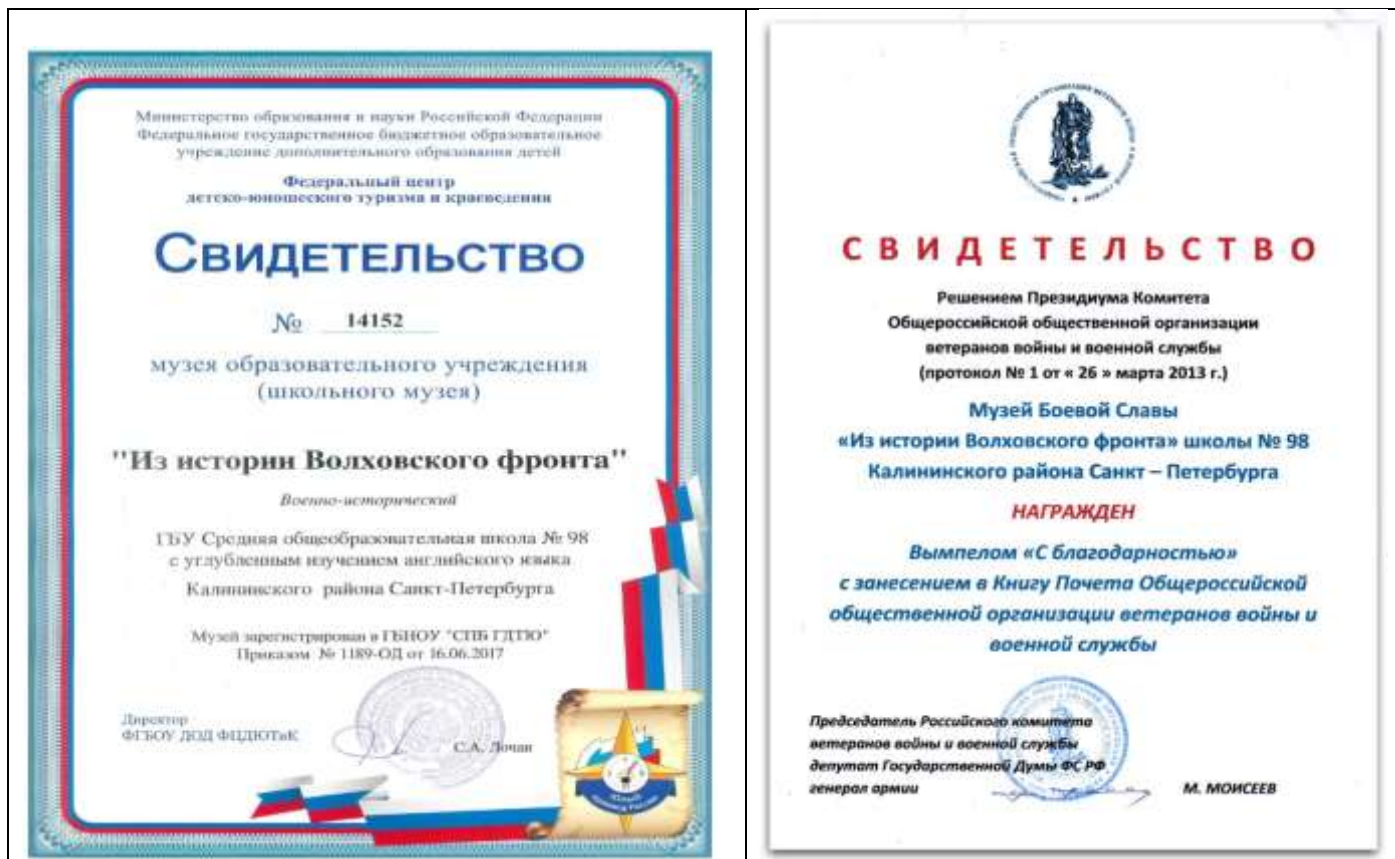 Министерство образования и науки Российской Федерации
Федеральное государственное бюджетное образовательное
учреждение дополнительного образования детей
Федеральный центр
детско-юношеского туризма и краеведения
СВИДЕТЕЛЬСТВО
№ 14152
музея образовательного учреждения
(школьного музея)
"Из истории Волховского фронта"
Военно-исторический
ГБУ Средняя общеобразовательная школа № 98
с углубленным изучением английского языка
Калининского района Санкт-Петербурга
Музей зарегистрирован в ГБНОУ "СПБ ГДТЮ"
Приказом № 1189-ОД от 16.06.2017
Директор
ФГБОУ ДОД ФЦДЮТиК
С.А.
СВИДЕТЕЛЬСТВО
Решением Президиума Комитета
Общероссийской общественной организации
ветеранов войны и военной службы
(протокол № 1 от « 26 » марта 2013 г.)
Музей Боевой Славы
«Из истории Волховского фронта» школы № 98
Калининского района Санкт – Петербурга
НАГРАЖДЕН
Вымпелом «С благодарностью»
с занесением в Книгу Почета Общероссийской
общественной организации ветеранов войны и
военной службы
Председатель Российского комитета
ветеранов войны и военной службы
депутат Государственной Думы ФС РФ
генерал армии
М. МОИСЕЕВ